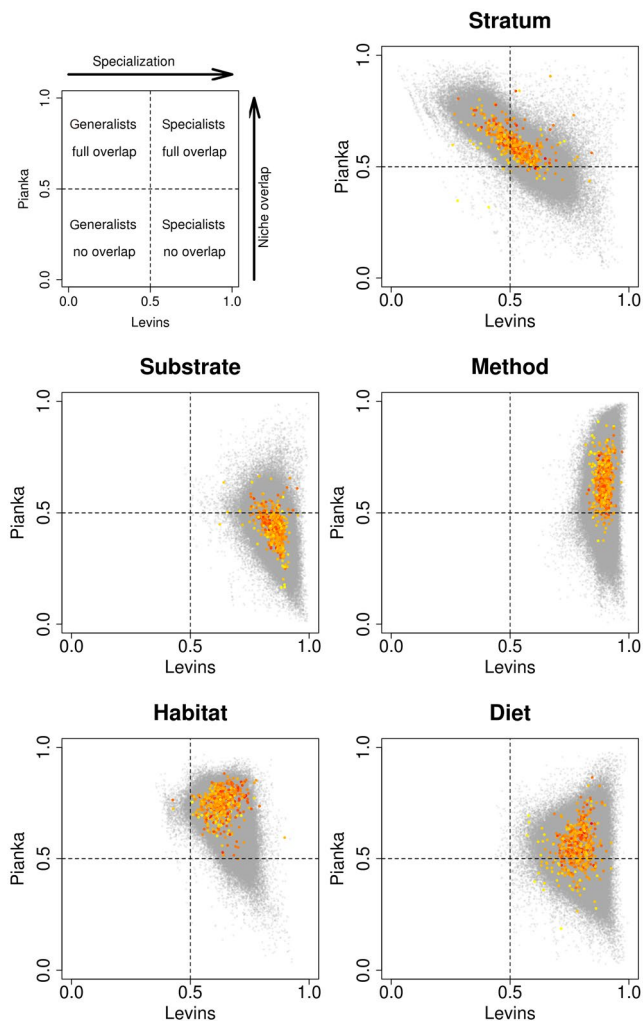 Specialization
1.0
0.5
0.0
Pianka
Generalists
full overlap
Specialists
full overlap
Generalists
no overlap
Specialists
no overlap
0.0 0.5 1.0
Levins
Niche overlap
Stratum
1.0
0.5
0.0
Pianka
0.0 0.5 1.0
Levins
Substrate
1.0
0.5
0.0
Pianka
0.0 0.5 1.0
Levins
Method
1.0
0.5
0.0
Pianka
0.0 0.5 1.0
Levins
Habitat
1.0
0.5
0.0
Pianka
0.0 0.5 1.0
Levins
Diet
1.0
0.5
0.0
Pianka
0.0 0.5 1.0
Levins